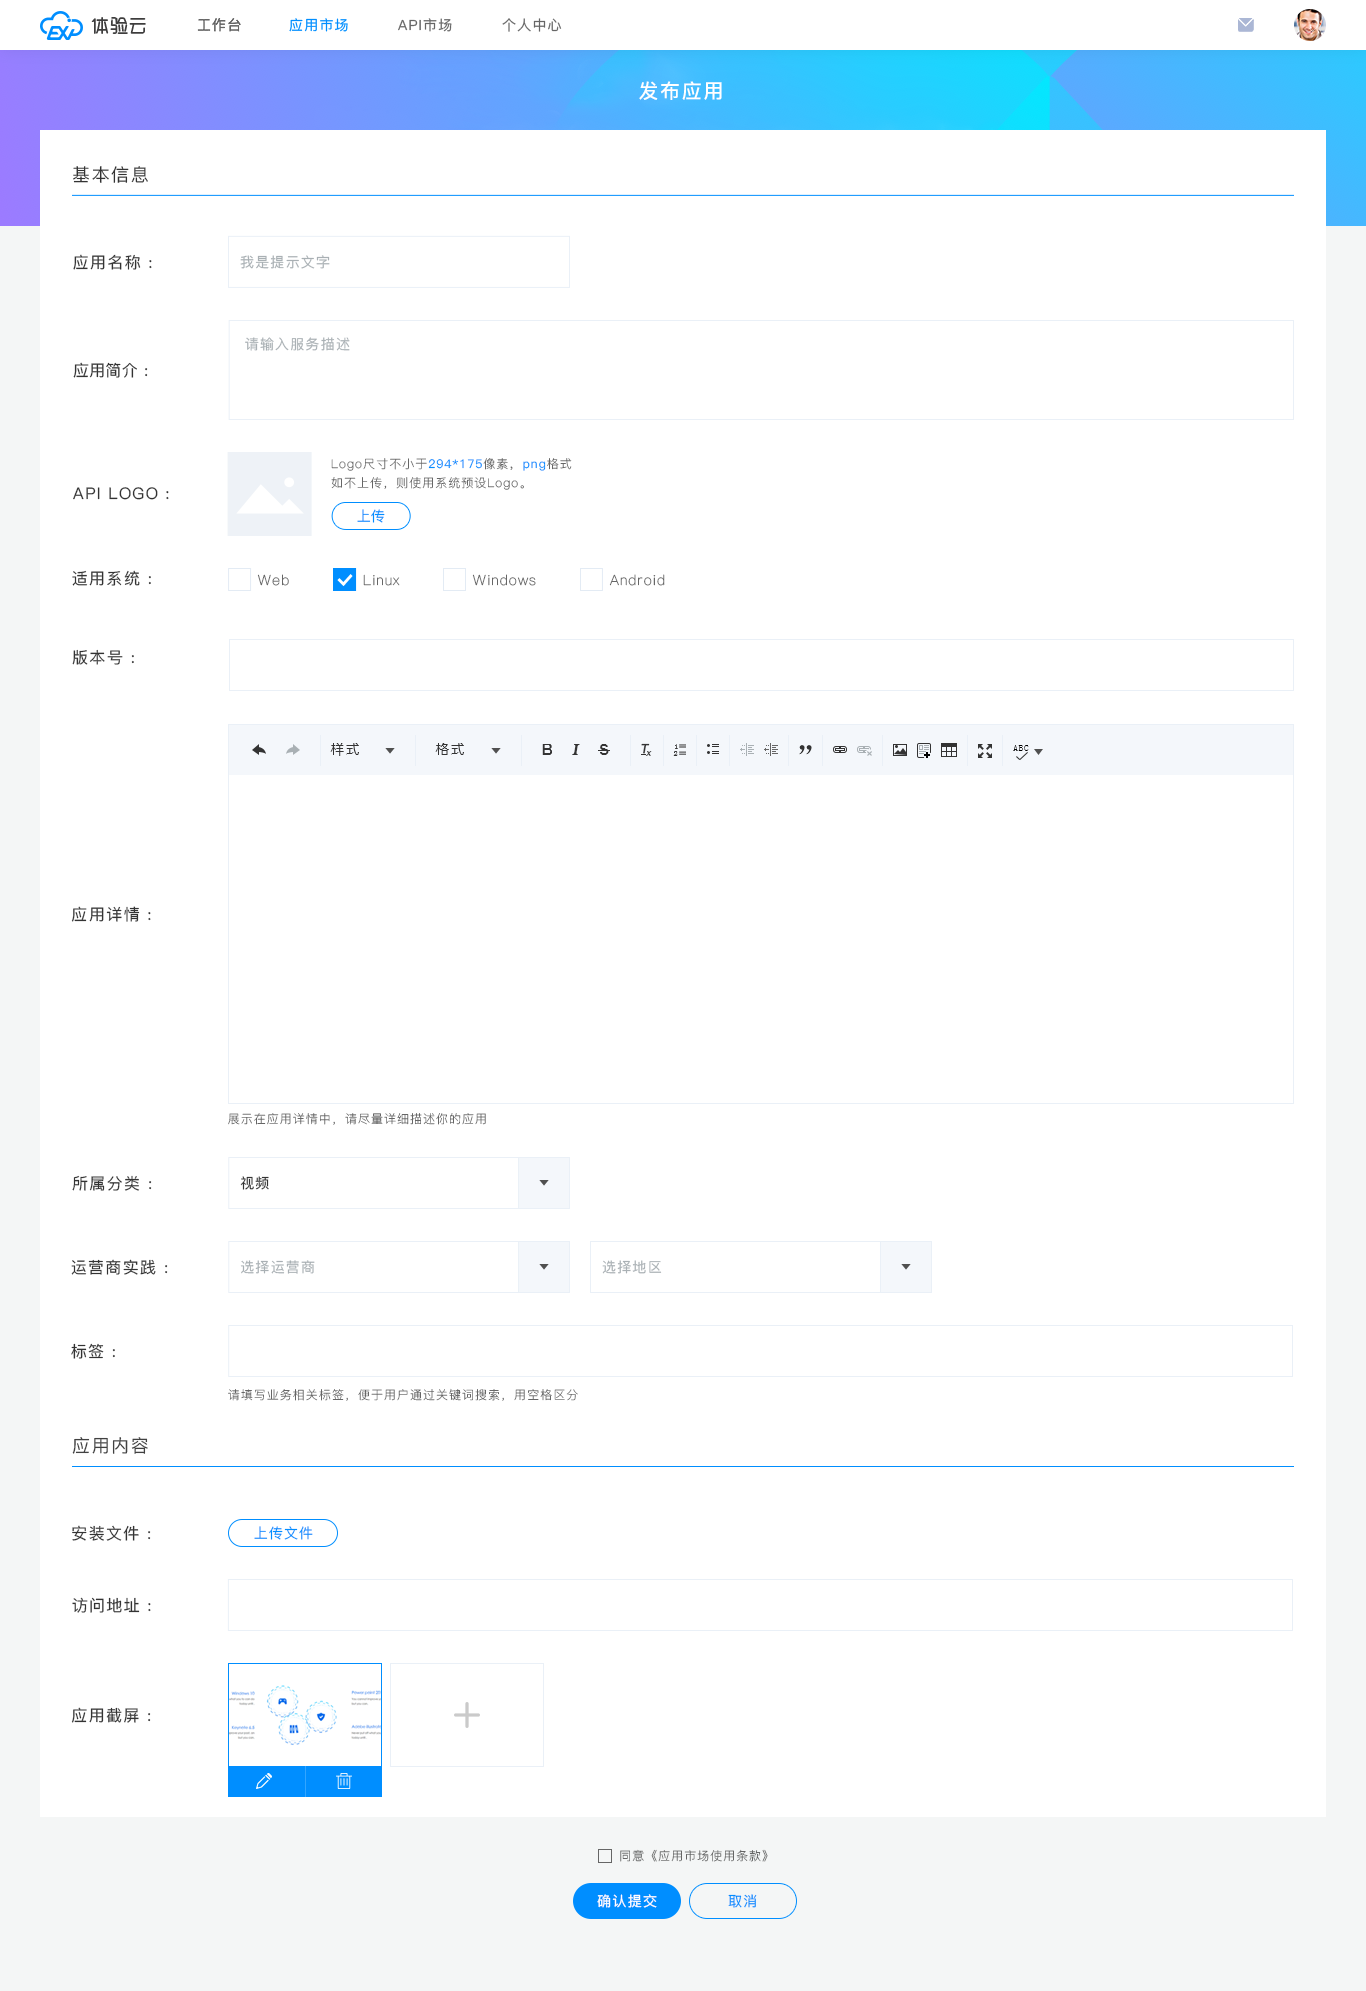 EXP 体验云 工作台 应用市场 API市场 个人中心
发布应用
基本信息
应用名称：
我是提示文字
应用简介：
请输入服务描述
API LOGO：
Logo尺寸不小于294*175像素，png格式
如不上传，则使用系统预设Logo。
上传
适用系统：
Web Linux Windows Android
版本号：
样式 格式 B I S Tx ABC
应用详情：
展示在应用详情中，请尽量详细描述你的应用
所属分类：
视频
运营商实践：
选择运营商 选择地区
标签：
请填写业务相关标签，便于用户通过关键词搜索，用空格区分
应用内容
安装文件：
上传文件
访问地址：
应用截屏：
同意《应用市场使用条款》
确认提交 取消